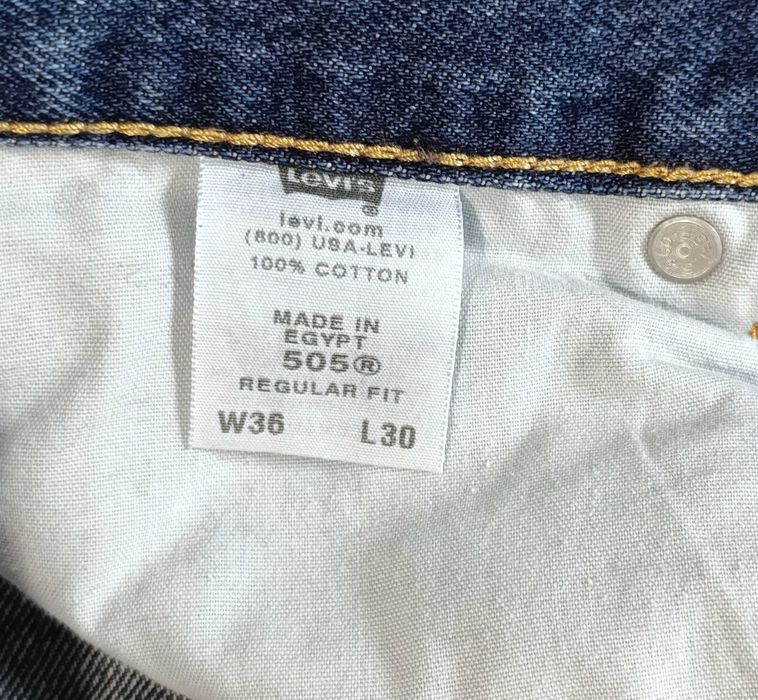 Levi's
®
levi.com
(800) USA-LEVI
100% COTTON
MADE IN
EGYPT
505®
REGULAR FIT
W36 L30